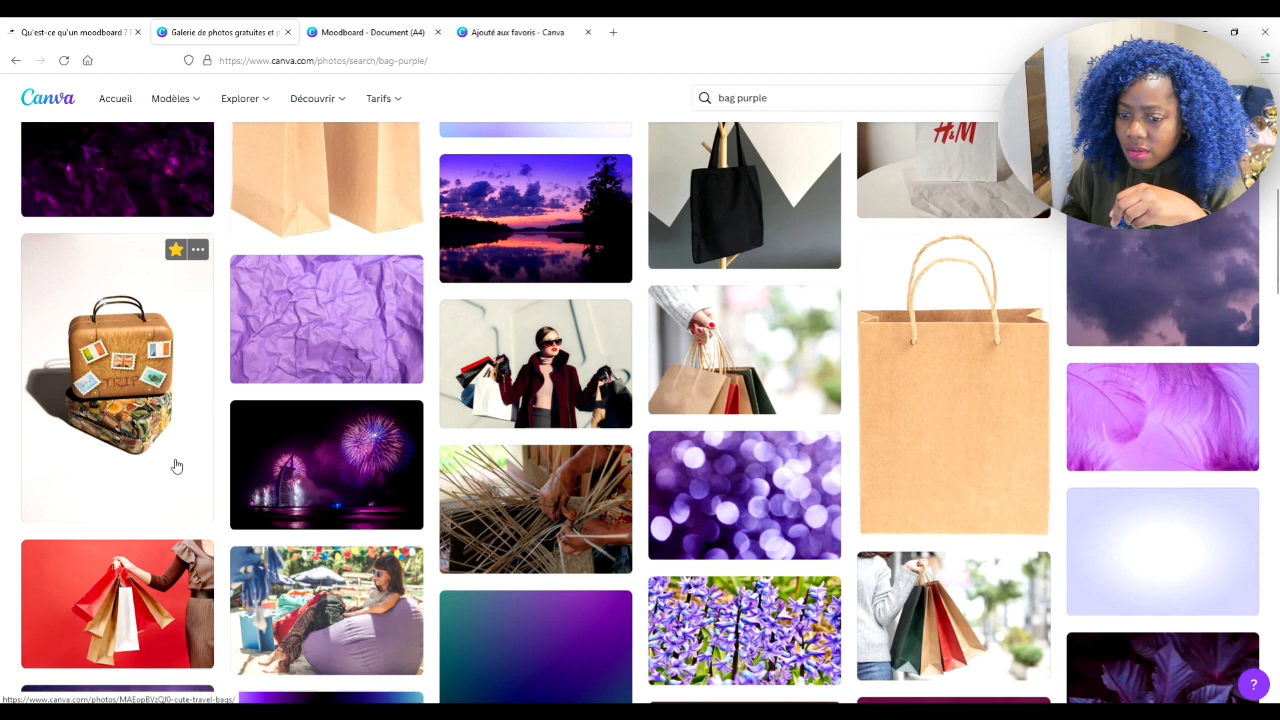 Qu'est-ce qu'un moodboard ? F
Galerie de photos gratuites et p
Moodboard - Document (A4)
Ajouté aux favoris - Canva
https://www.canva.com/photos/search/bag-purple/
Canva
Accueil
Modèles
Explorer
Découvrir
Tarifs
bag purple
H&M
TRIP
?
https://www.canva.com/photos/MAEopBVzQJ0-cute-travel-bags/